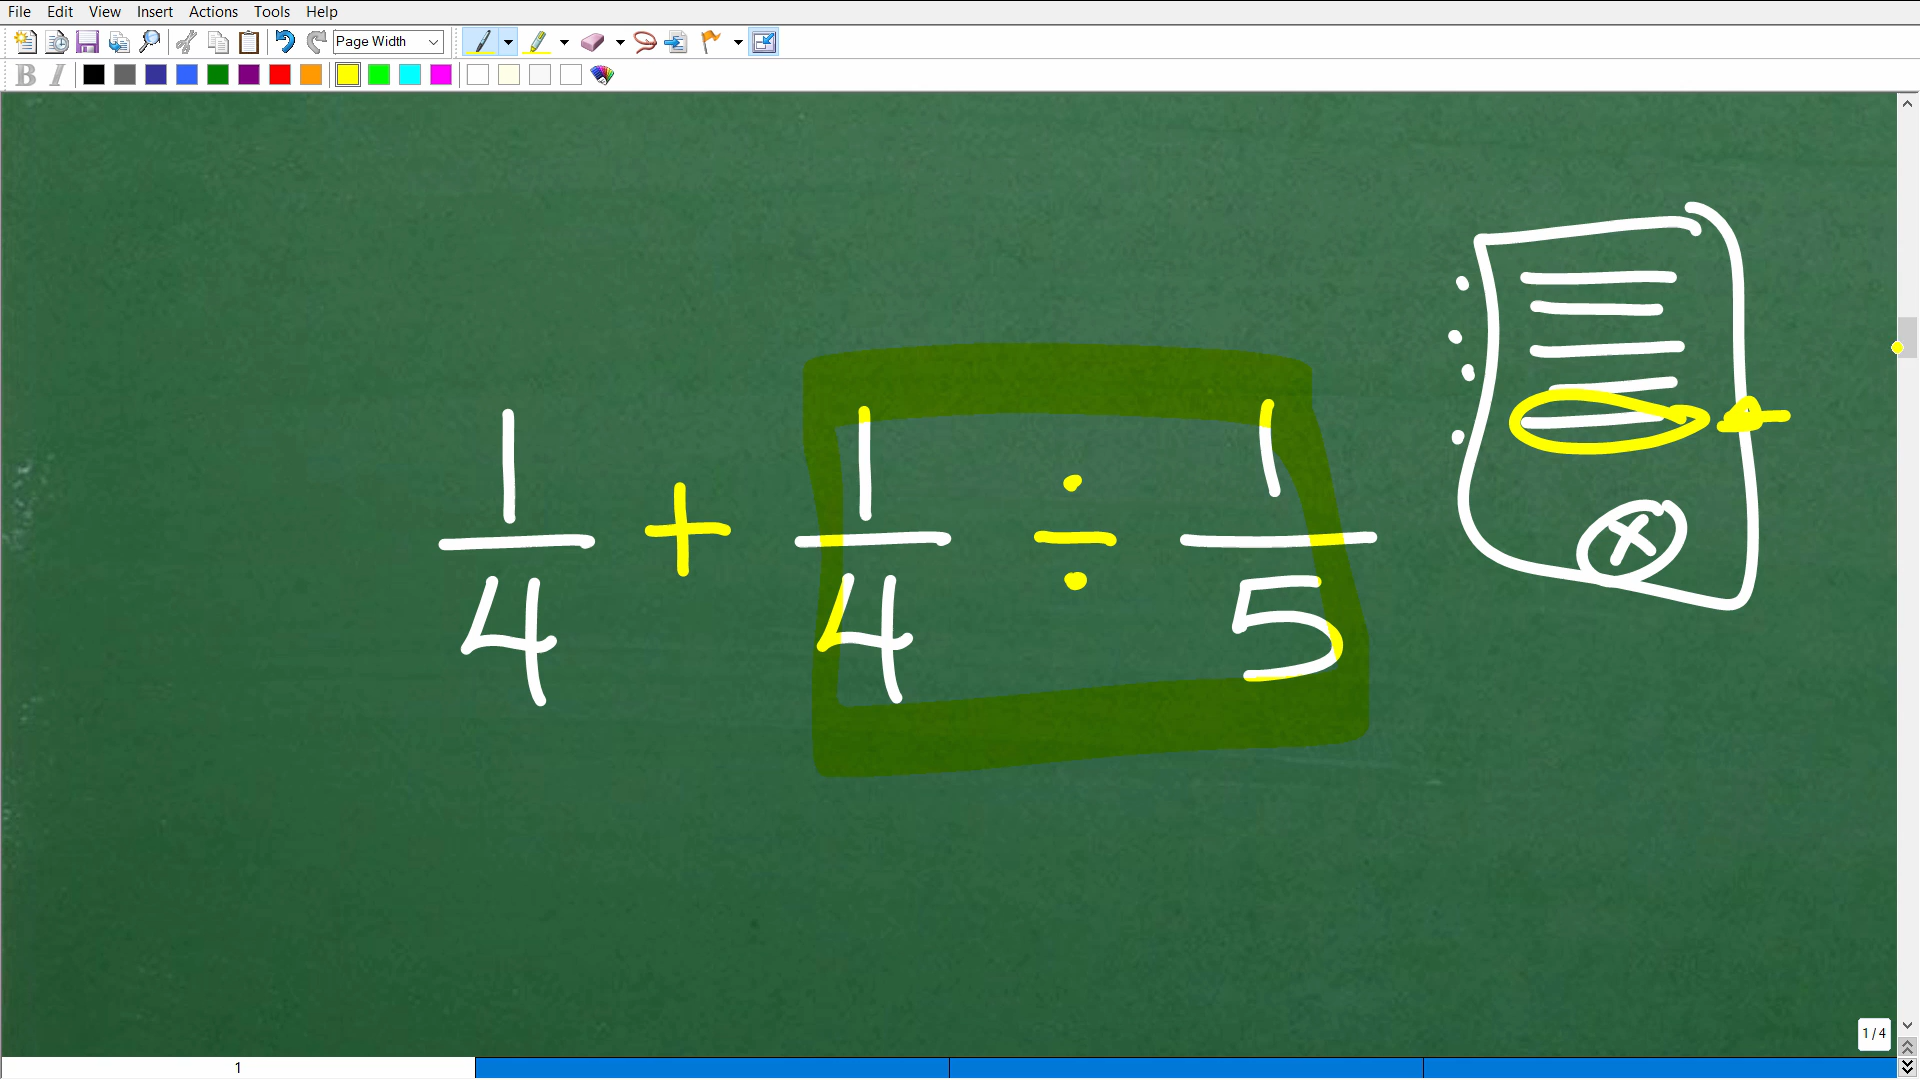 File Edit View Insert Actions Tools Help
Page Width
B I
1/4 + 1/4 ÷ 1/5
X
1 / 4
1